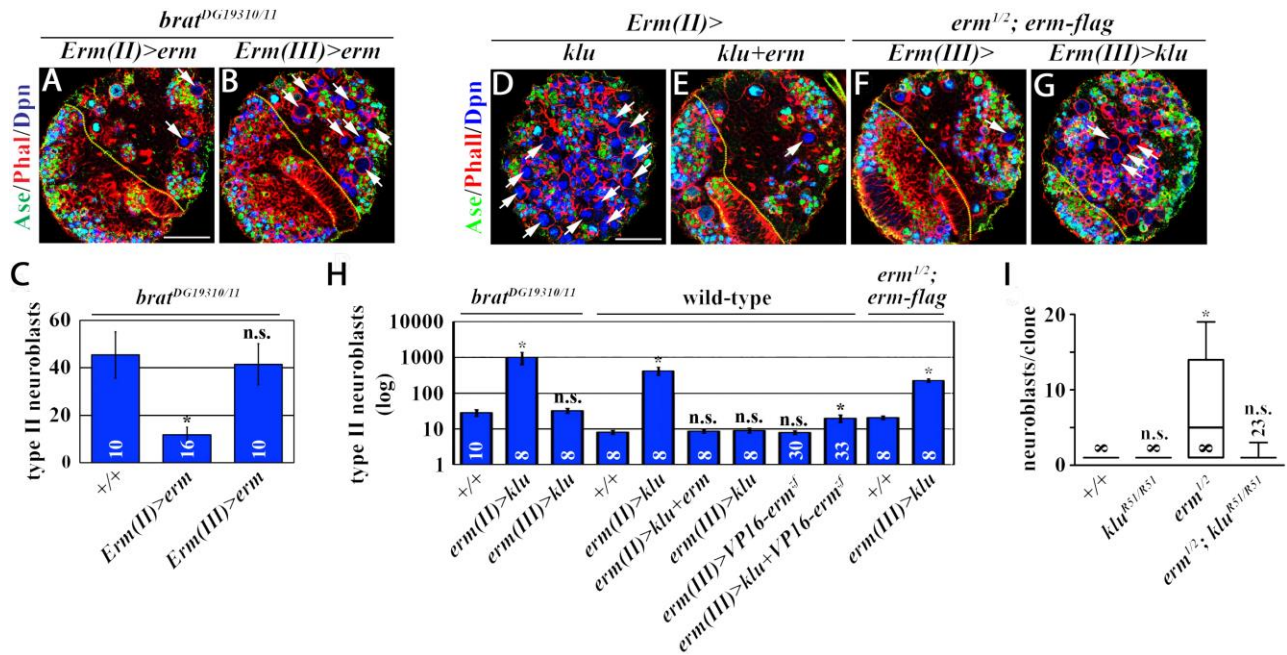 brat^DG19310/11
Erm(II)>erm Erm(III)>erm
A B
Ase/Phal/Dpn
Erm(II)> erm^1/2; erm-flag
klu klu+erm Erm(III)> Erm(III)>klu
D E F G
Ase/Phall/Dpn
C
brat^DG19310/11
type II neuroblasts
60
40
20
0
n.s.
*
10 16 10
+/+ Erm(II)>erm Erm(III)>erm
H
brat^DG19310/11 wild-type erm^1/2; erm-flag
type II neuroblasts
(log)
10000
1000
100
10
1
* n.s. * n.s. n.s. n.s. * *
10 8 8 8 8 8 8 30 33 8 8
+/+ erm(II)>klu erm(III)>klu +/+ erm(II)>klu erm(II)>klu+erm erm(III)>klu erm(III)>VP16-erm^zf erm(III)>klu+VP16-erm^zf +/+ erm(III)>klu
I
neuroblasts/clone
20
10
0
*
n.s. n.s.
8 8 8 23
+/+ klu^R51/R51 erm^1/2 erm^1/2; klu^R51/R51